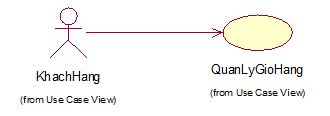 KhachHang
(from Use Case View)
QuanLyGioHang
(from Use Case View)